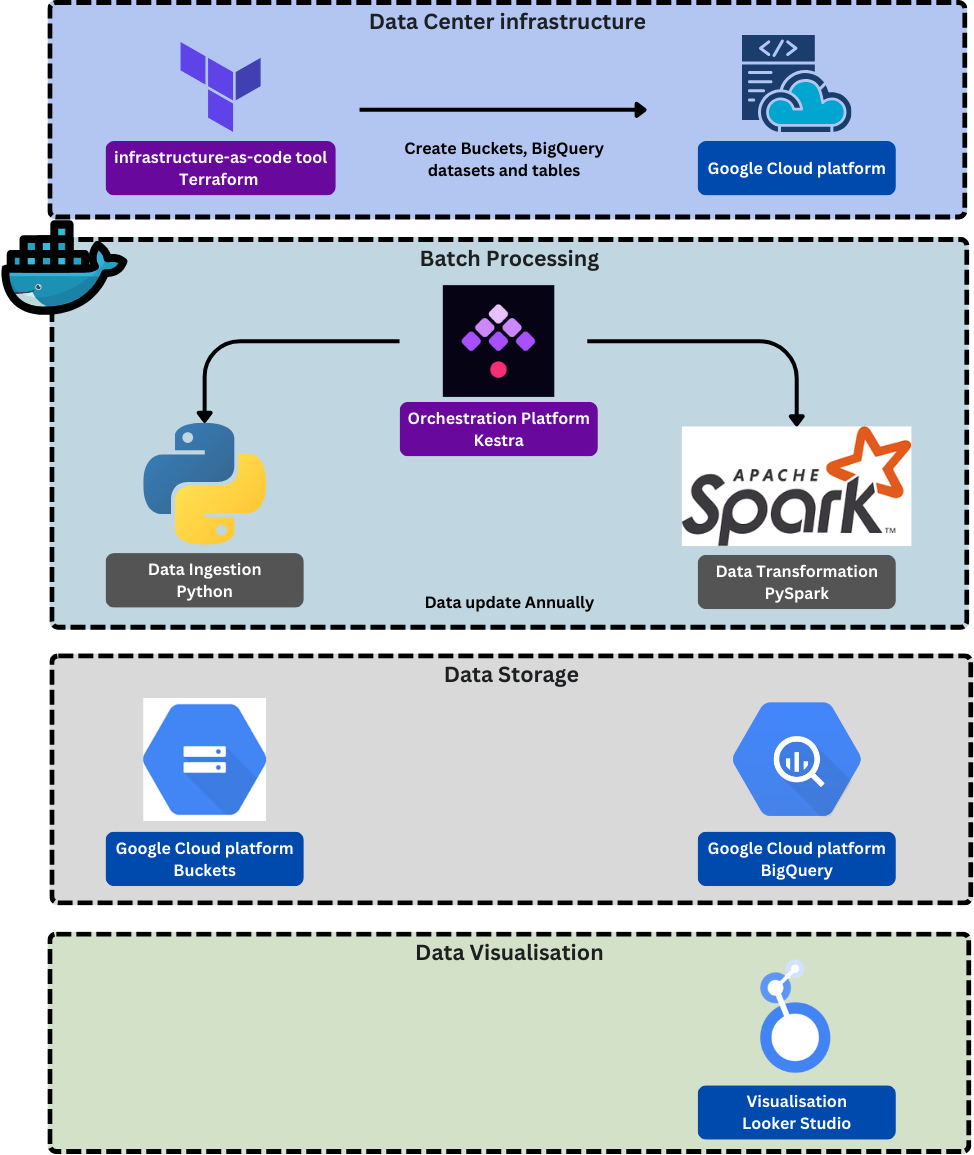 Data Center infrastructure
</>
infrastructure-as-code tool
Terraform
Create Buckets, BigQuery
datasets and tables
Google Cloud platform
Batch Processing
Orchestration Platform
Kestra
APACHE
Spark™
Data Ingestion
Python
Data Transformation
PySpark
Data update Annually
Data Storage
Google Cloud platform
Buckets
Google Cloud platform
BigQuery
Data Visualisation
Visualisation
Looker Studio